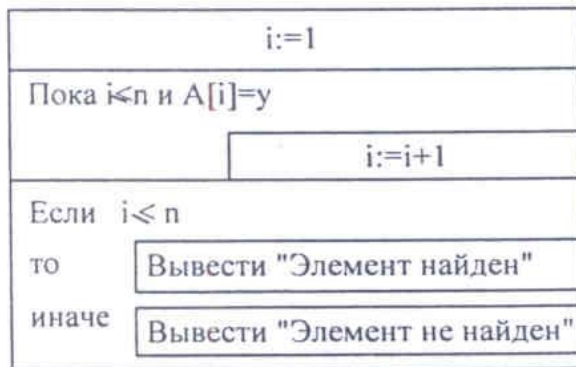 i:=1
Пока i⩽n и A[i]=y
i:=i+1
Если i⩽ n
то Вывести "Элемент найден"
иначе Вывести "Элемент не найден"